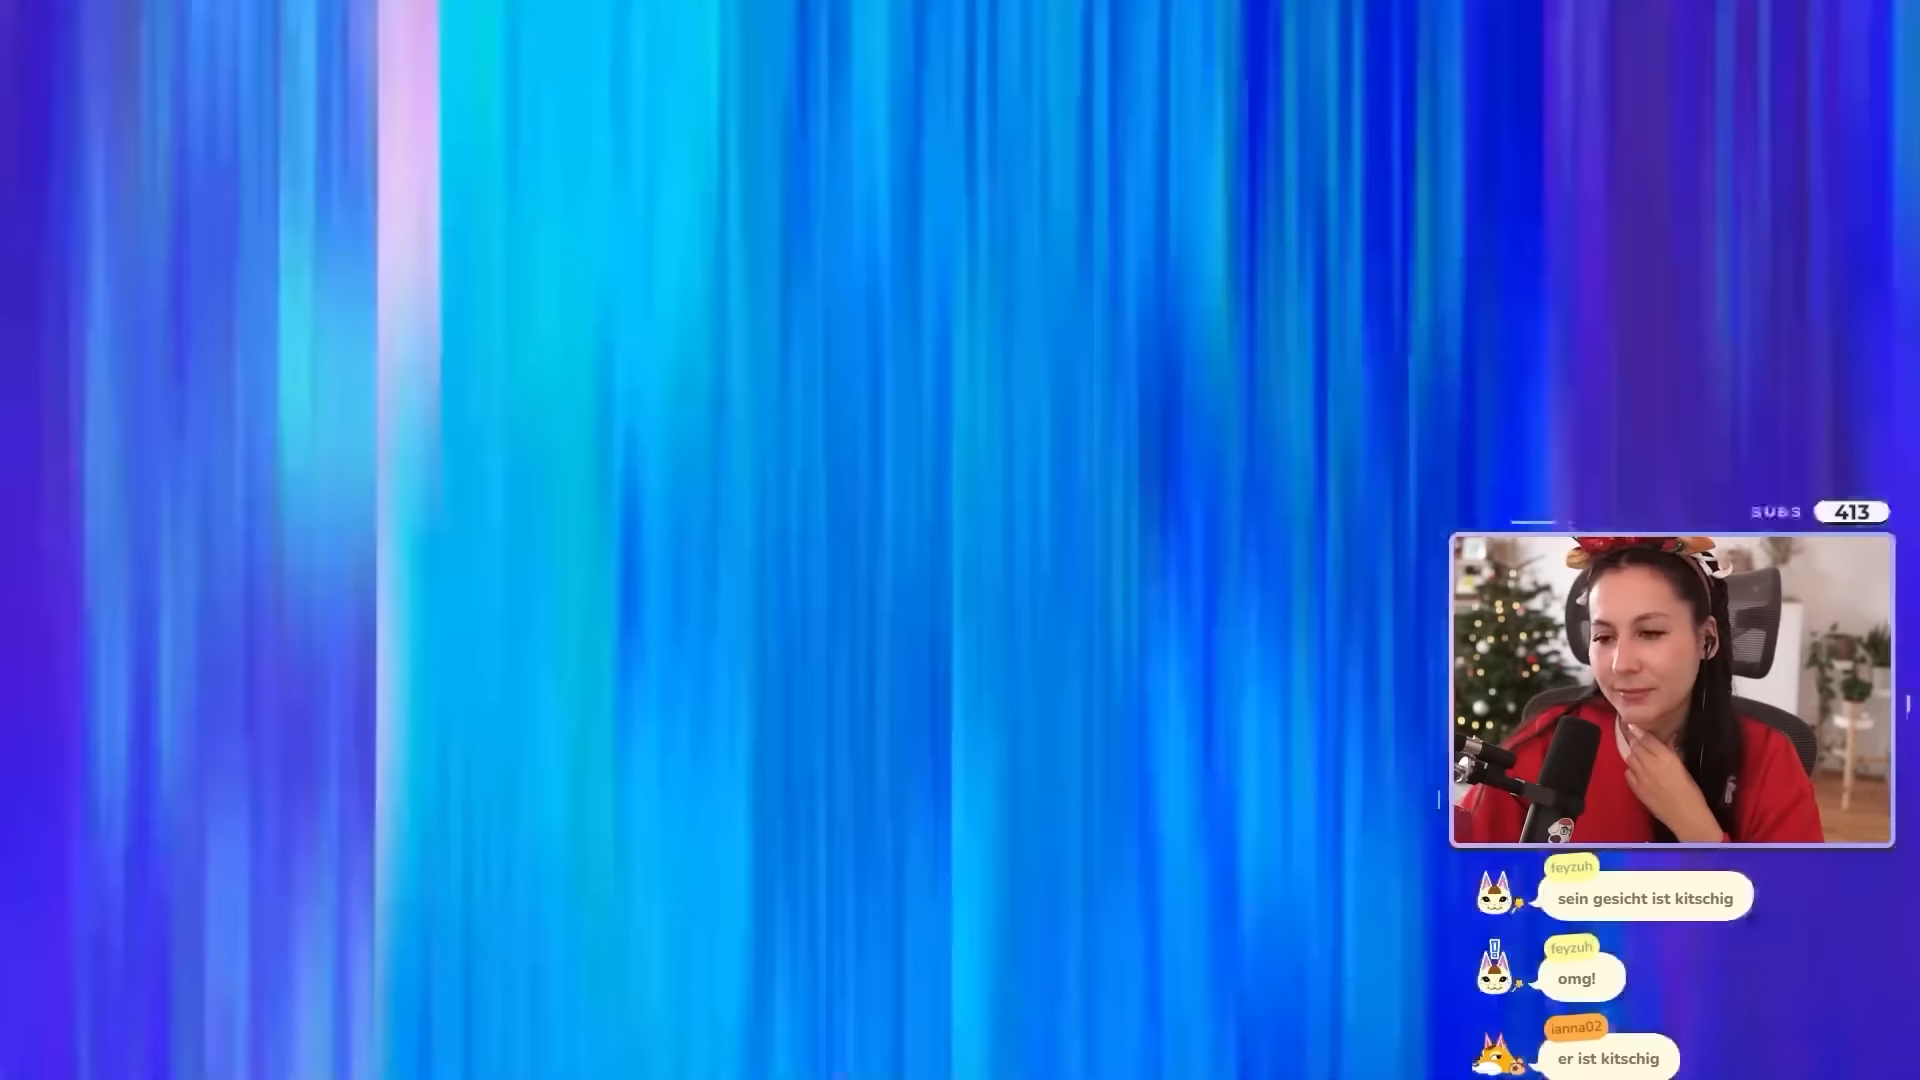 SUBS 413
feyzuh
sein gesicht ist kitschig
feyzuh
omg!
ianna02
er ist kitschig